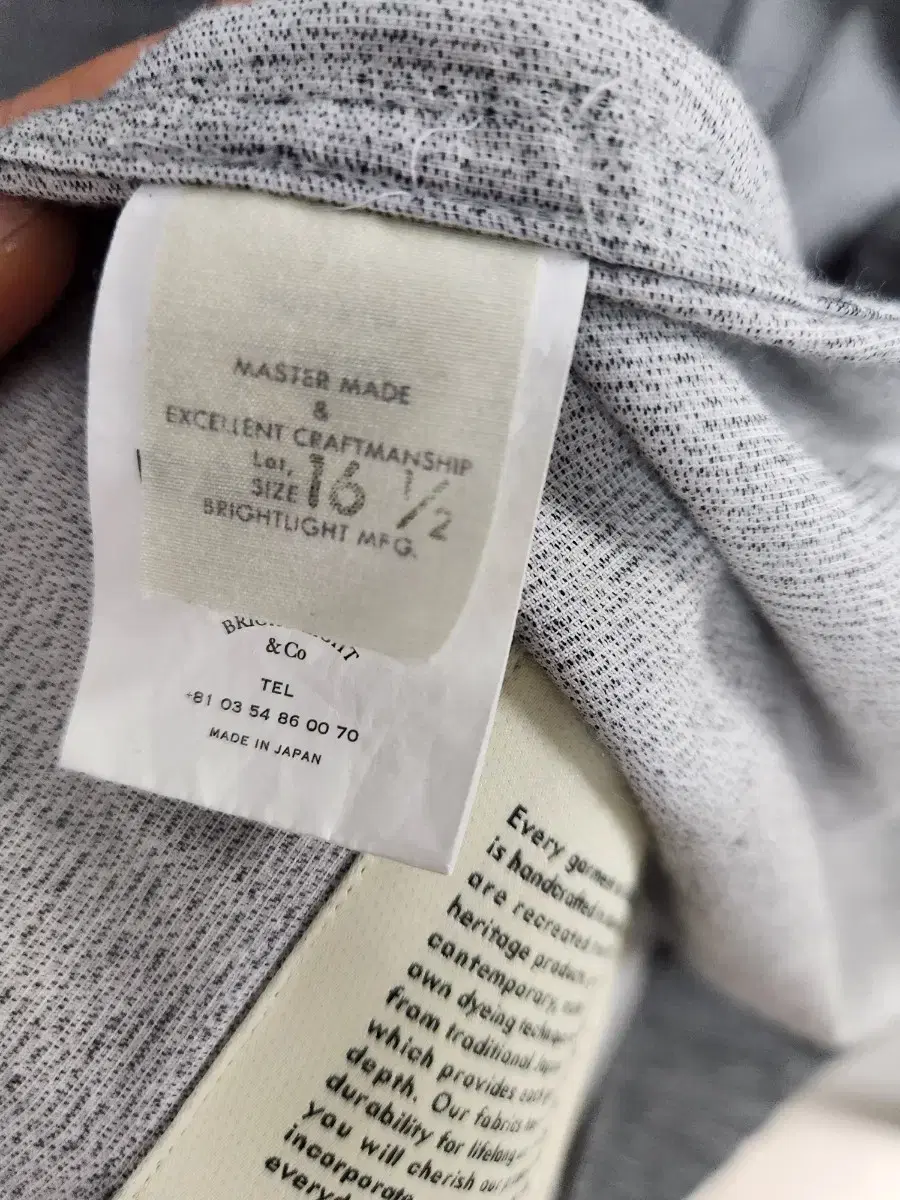 MASTER MADE
&
EXCELLENT CRAFTMANSHIP
Lot,
SIZE 16 1/2
BRIGHTLIGHT MFG.
& Co
TEL
+81 03 54 86 00 70
MADE IN JAPAN
Every garment
is handcrafted
are recreated
heritage
contemporary,
own dyeing
from traditional
which provides
depth. Our fabrics
durability for lifelong
you will cherish our
incorporate